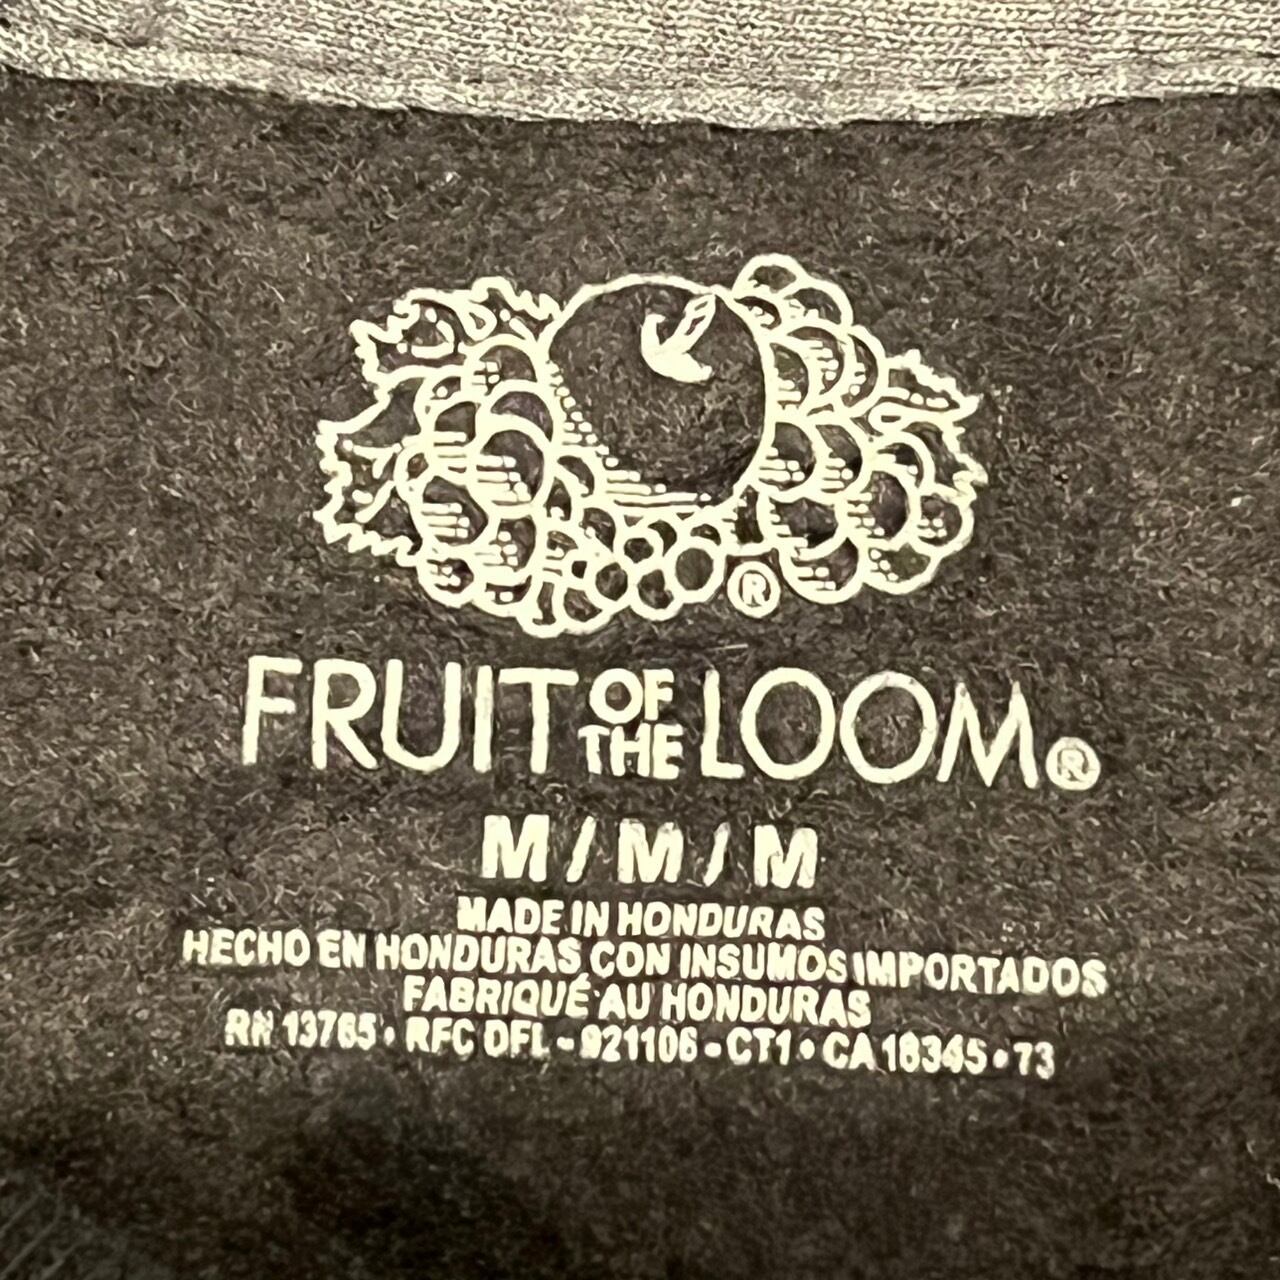 ®
FRUIT OF THE LOOM®
M / M / M
MADE IN HONDURAS
HECHO EN HONDURAS CON INSUMOS IMPORTADOS
FABRIQUÉ AU HONDURAS
RN 13765 • RFC DFL - 921106 - CT1 • CA 18345 • 73